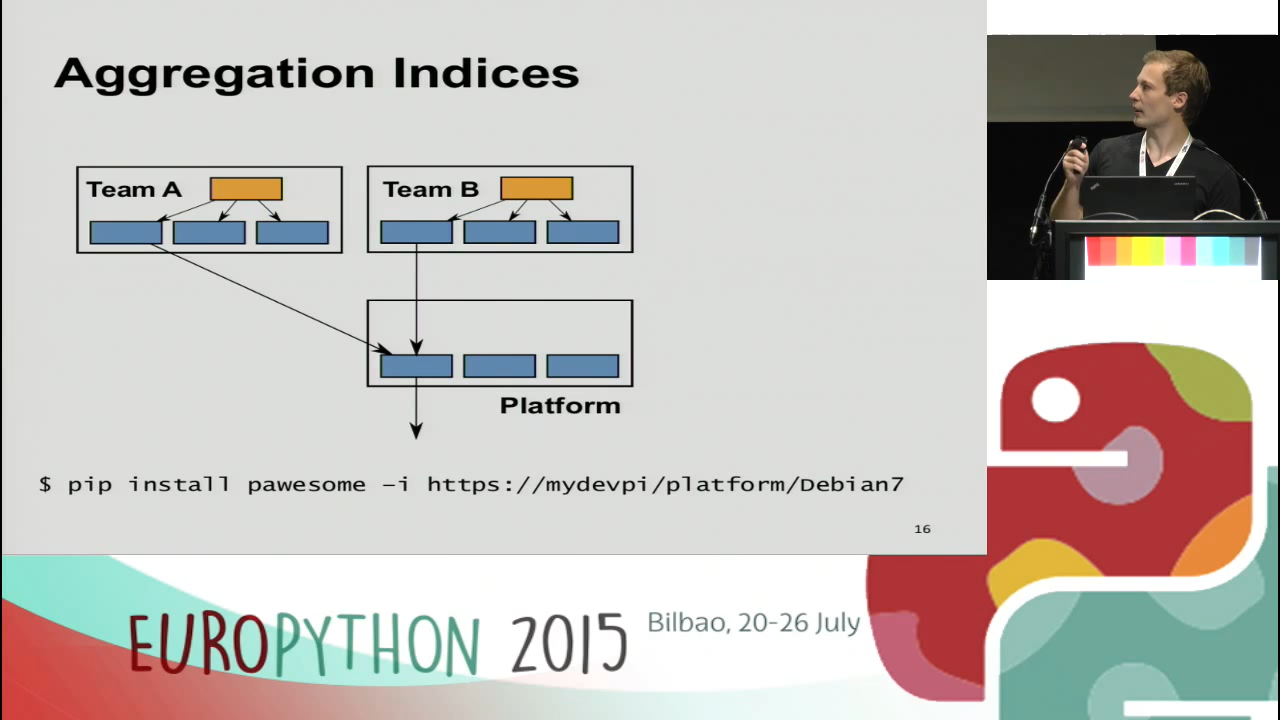 Aggregation Indices
Team A
Team B
Platform
$ pip install pawesome –i https://mydevpi/platform/Debian7
16
EUROPYTHON 2015
Bilbao, 20-26 July